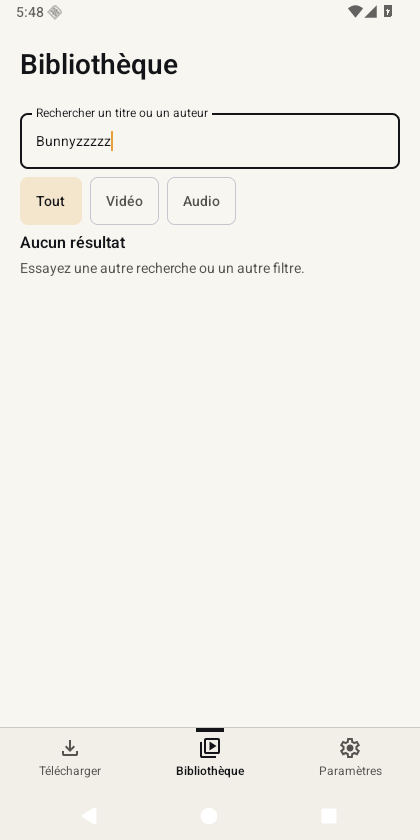 5:48
Bibliothèque
Rechercher un titre ou un auteur
Bunnyzzzzz
Tout
Vidéo
Audio
Aucun résultat
Essayez une autre recherche ou un autre filtre.
Télécharger
Bibliothèque
Paramètres